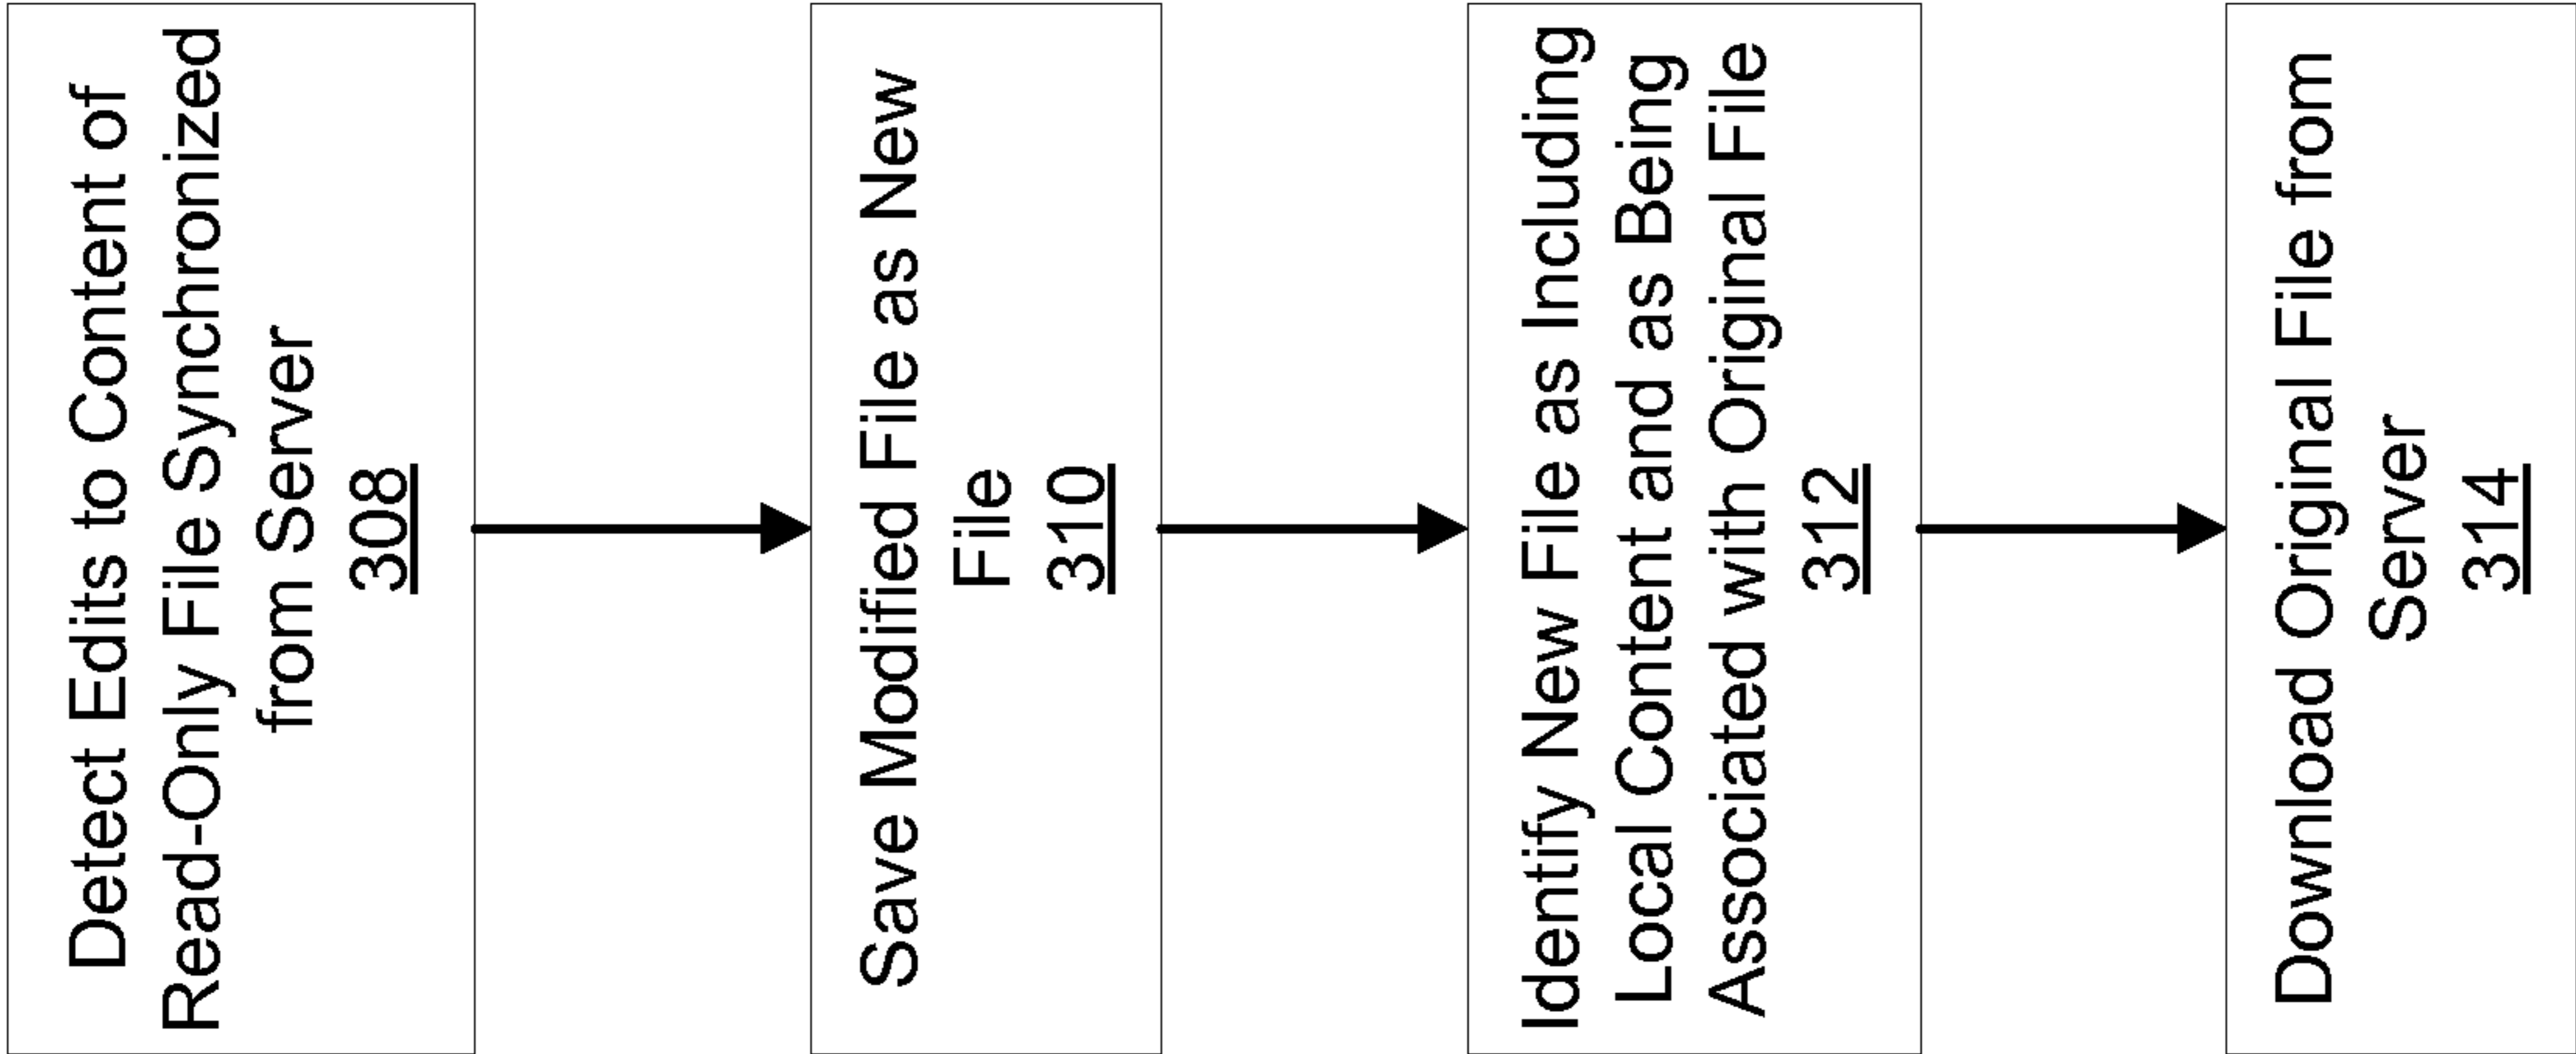 Detect Edits to Content of
Read-Only File Synchronized
from Server
308
Save Modified File as New
File
310
Identify New File as Including
Local Content and as Being
Associated with Original File
312
Download Original File from
Server
314